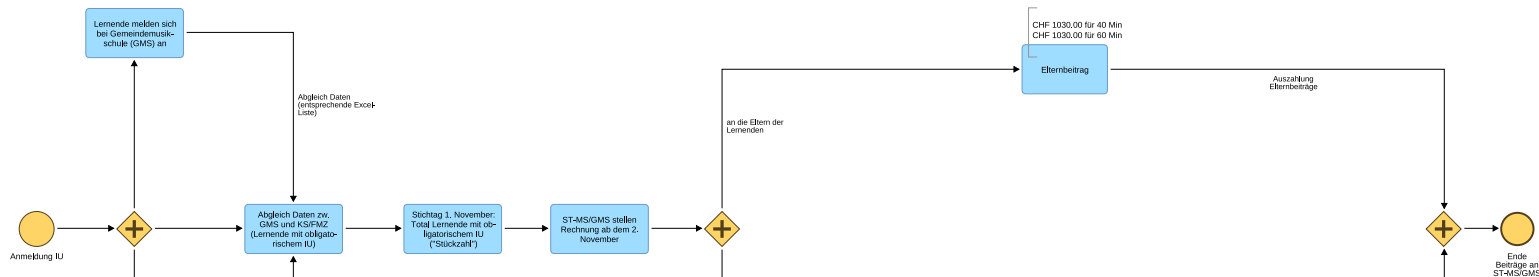 Lernende melden sich
bei Gemeindemusik-
schule (GMS) an
CHF 1030.00 für 40 Min
CHF 1030.00 für 60 Min
Elternbeitrag
Auszahlung
Elternbeiträge
Abgleich Daten
(entsprechende Excel-
Liste)
an die Eltern der
Lernenden
Anmeldung IU
Abgleich Daten zw.
GMS und KS/FMZ
(Lernende mit obligato-
rischem IU)
Stichtag 1. November:
Total Lernende mit ob-
ligatorischem IU
("Stückzahl")
ST-MS/GMS stellen
Rechnung ab dem 2.
November
Ende
Beiträge an
ST-MS/GMS